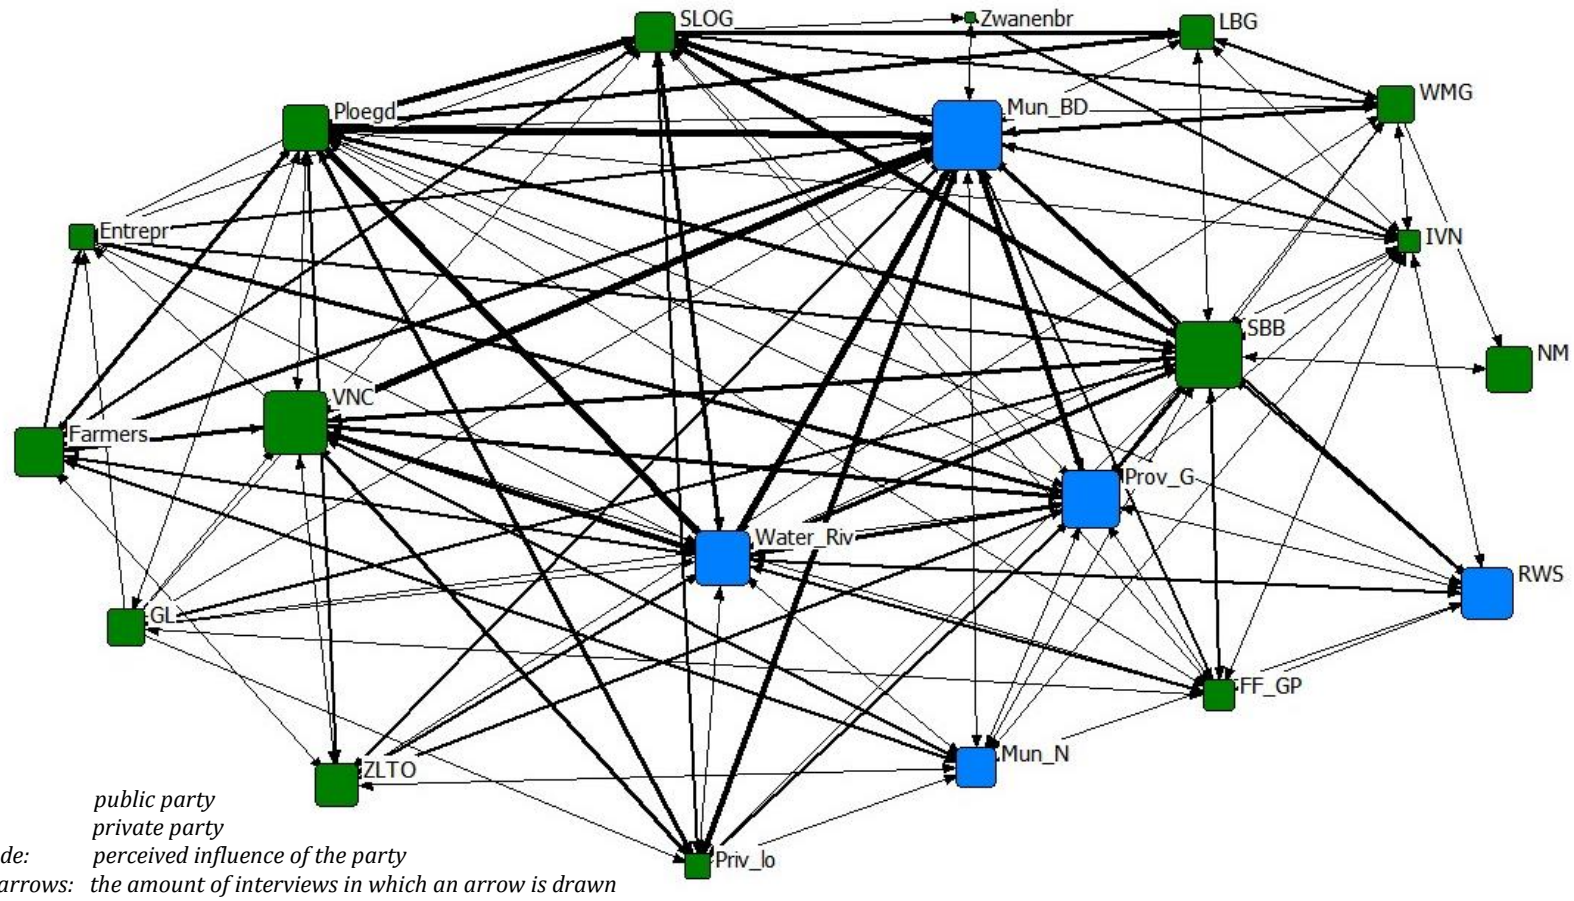 SLOG
Zwanenbr
LBG
WMG
Ploegd
Mun_BD
Entrepr
IVN
SBB
NM
VNC
Farmers
Prov_G
Water_Riv
RWS
GL
FF_GP
ZLTO
Mun_N
Priv_lo
public party
private party
de: perceived influence of the party
arrows: the amount of interviews in which an arrow is drawn